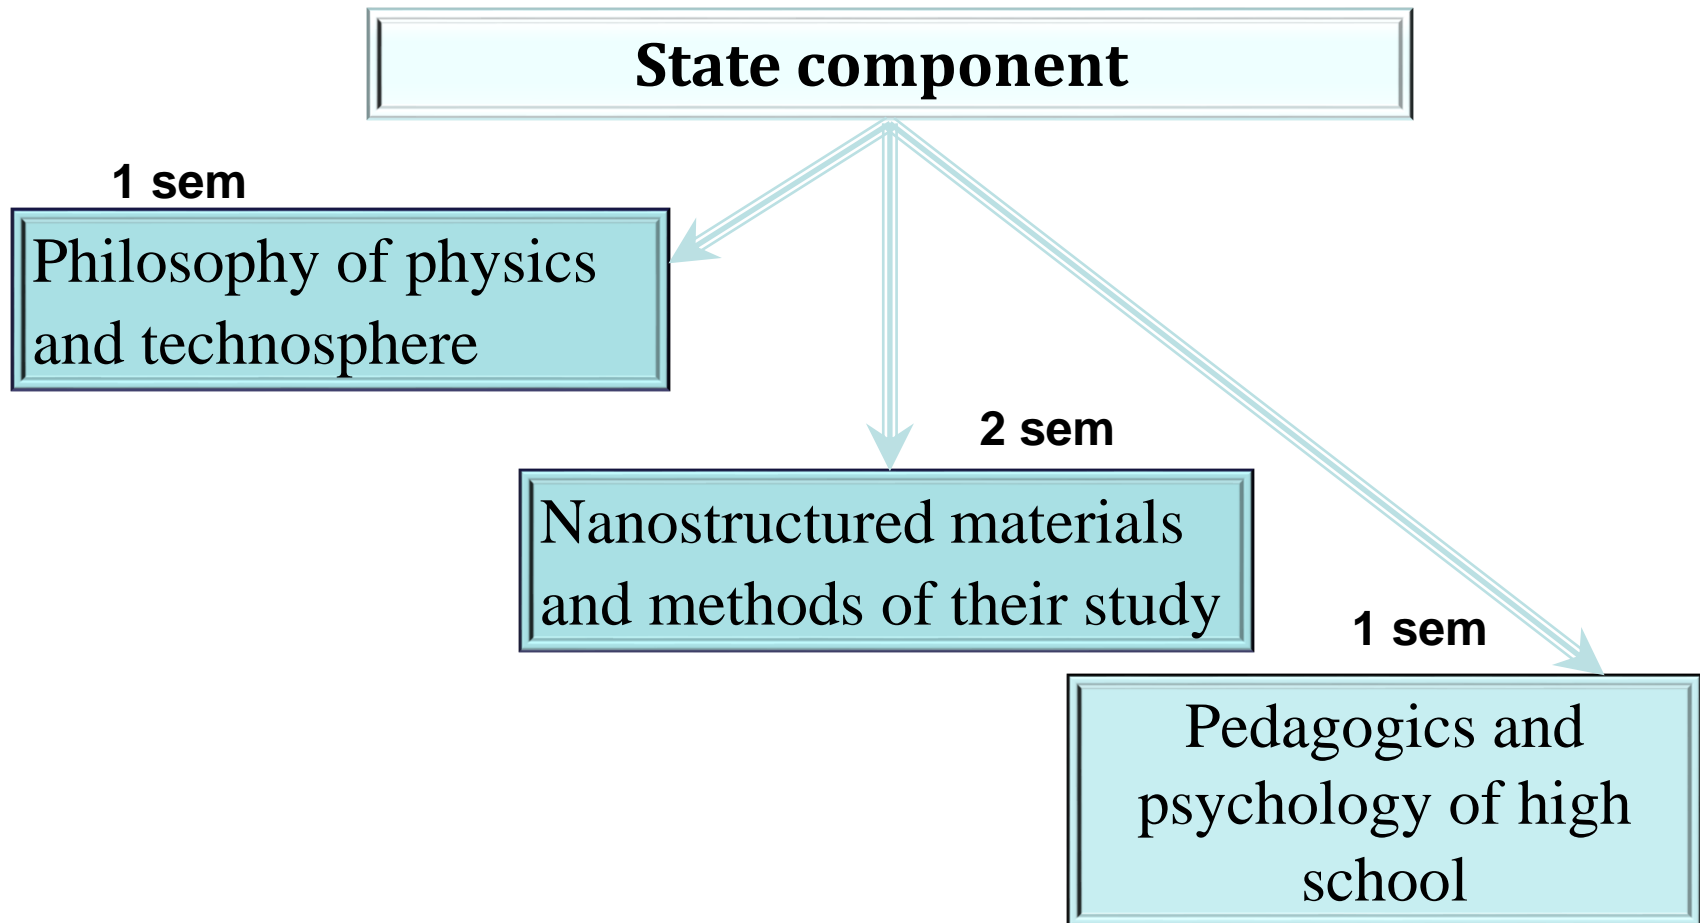 State component
1 sem
Philosophy of physics
and technosphere
2 sem
Nanostructured materials
and methods of their study
1 sem
Pedagogics and
psychology of high
school